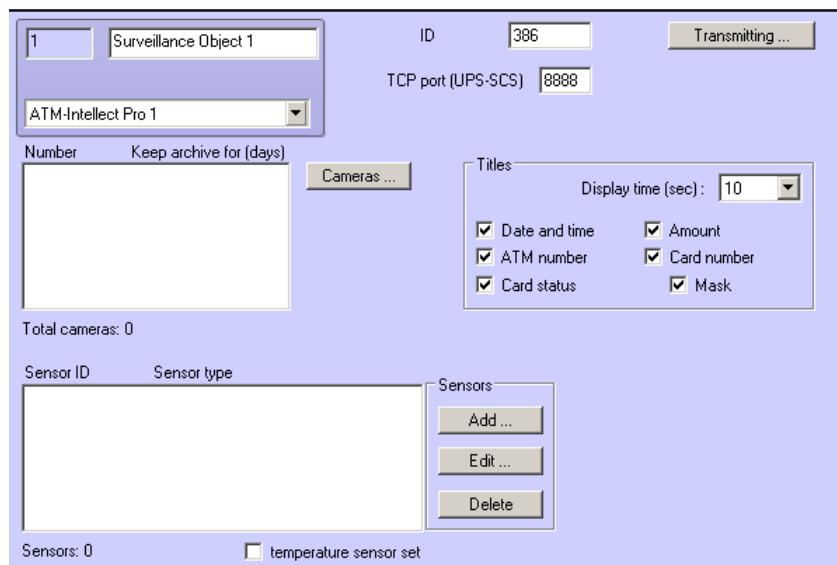 1 Surveillance Object 1 ID 386 Transmitting ...
TCP port (UPS-SCS) 8888
ATM-Intellect Pro 1
Number Keep archive for (days)
Cameras ...
Titles
Display time (sec) : 10
Date and time Amount
ATM number Card number
Card status Mask
Total cameras: 0
Sensor ID Sensor type
Sensors
Add ...
Edit ...
Delete
Sensors: 0 temperature sensor set